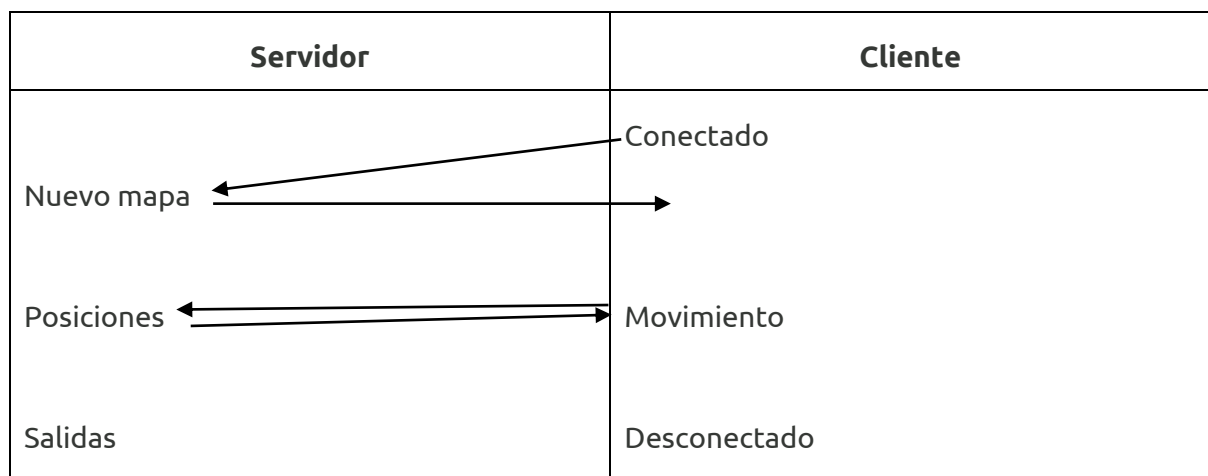 Servidor
Cliente
Conectado
Nuevo mapa
Posiciones
Movimiento
Salidas
Desconectado